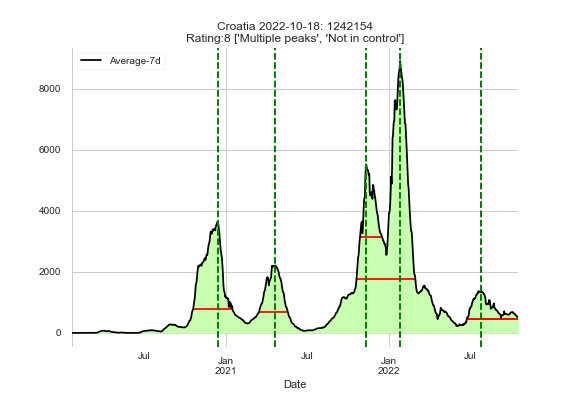 Croatia 2022-10-18: 1242154
Rating:8 ['Multiple peaks', 'Not in control']
Average-7d
8000
6000
4000
2000
0
Jul
Jan
2021
Jul
Jan
2022
Jul
Date